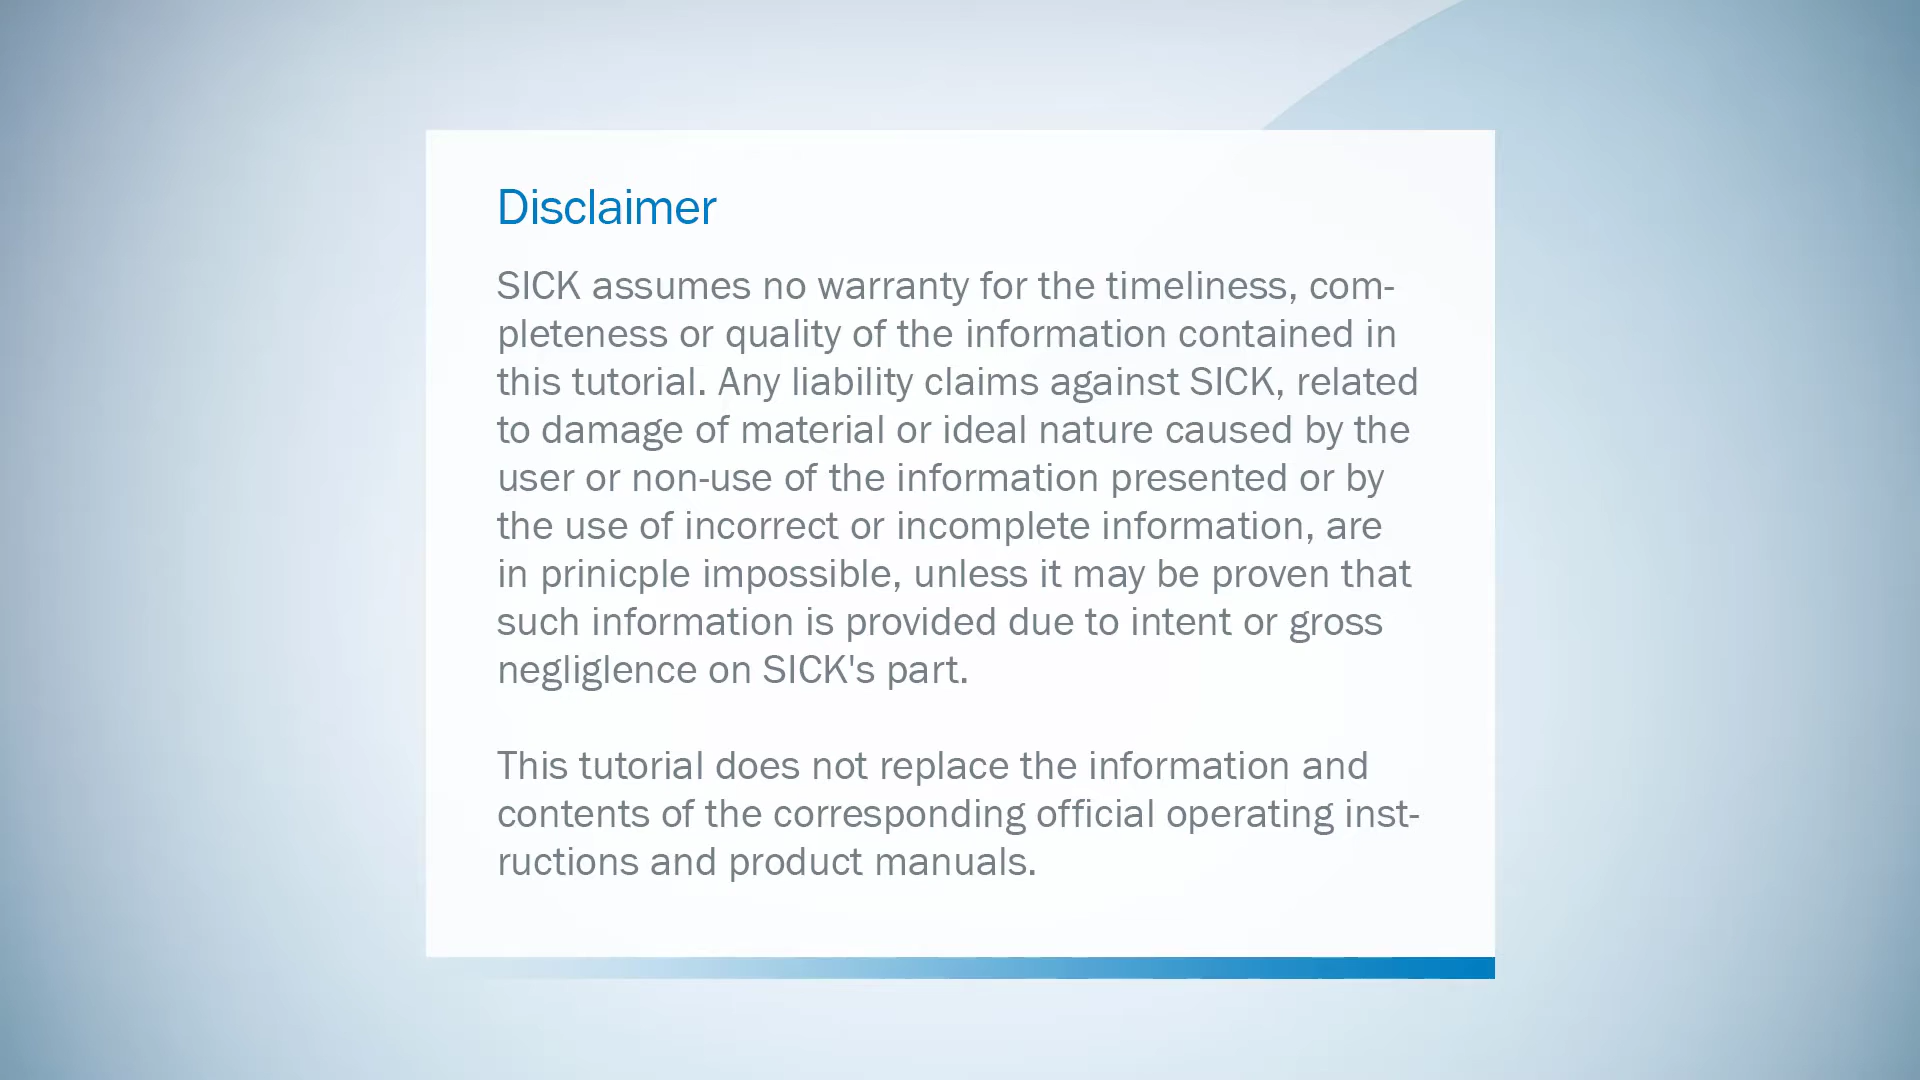 Disclaimer
SICK assumes no warranty for the timeliness, com-
pleteness or quality of the information contained in
this tutorial. Any liability claims against SICK, related
to damage of material or ideal nature caused by the
user or non-use of the information presented or by
the use of incorrect or incomplete information, are
in prinicple impossible, unless it may be proven that
such information is provided due to intent or gross
negliglence on SICK's part.
This tutorial does not replace the information and
contents of the corresponding official operating inst-
ructions and product manuals.